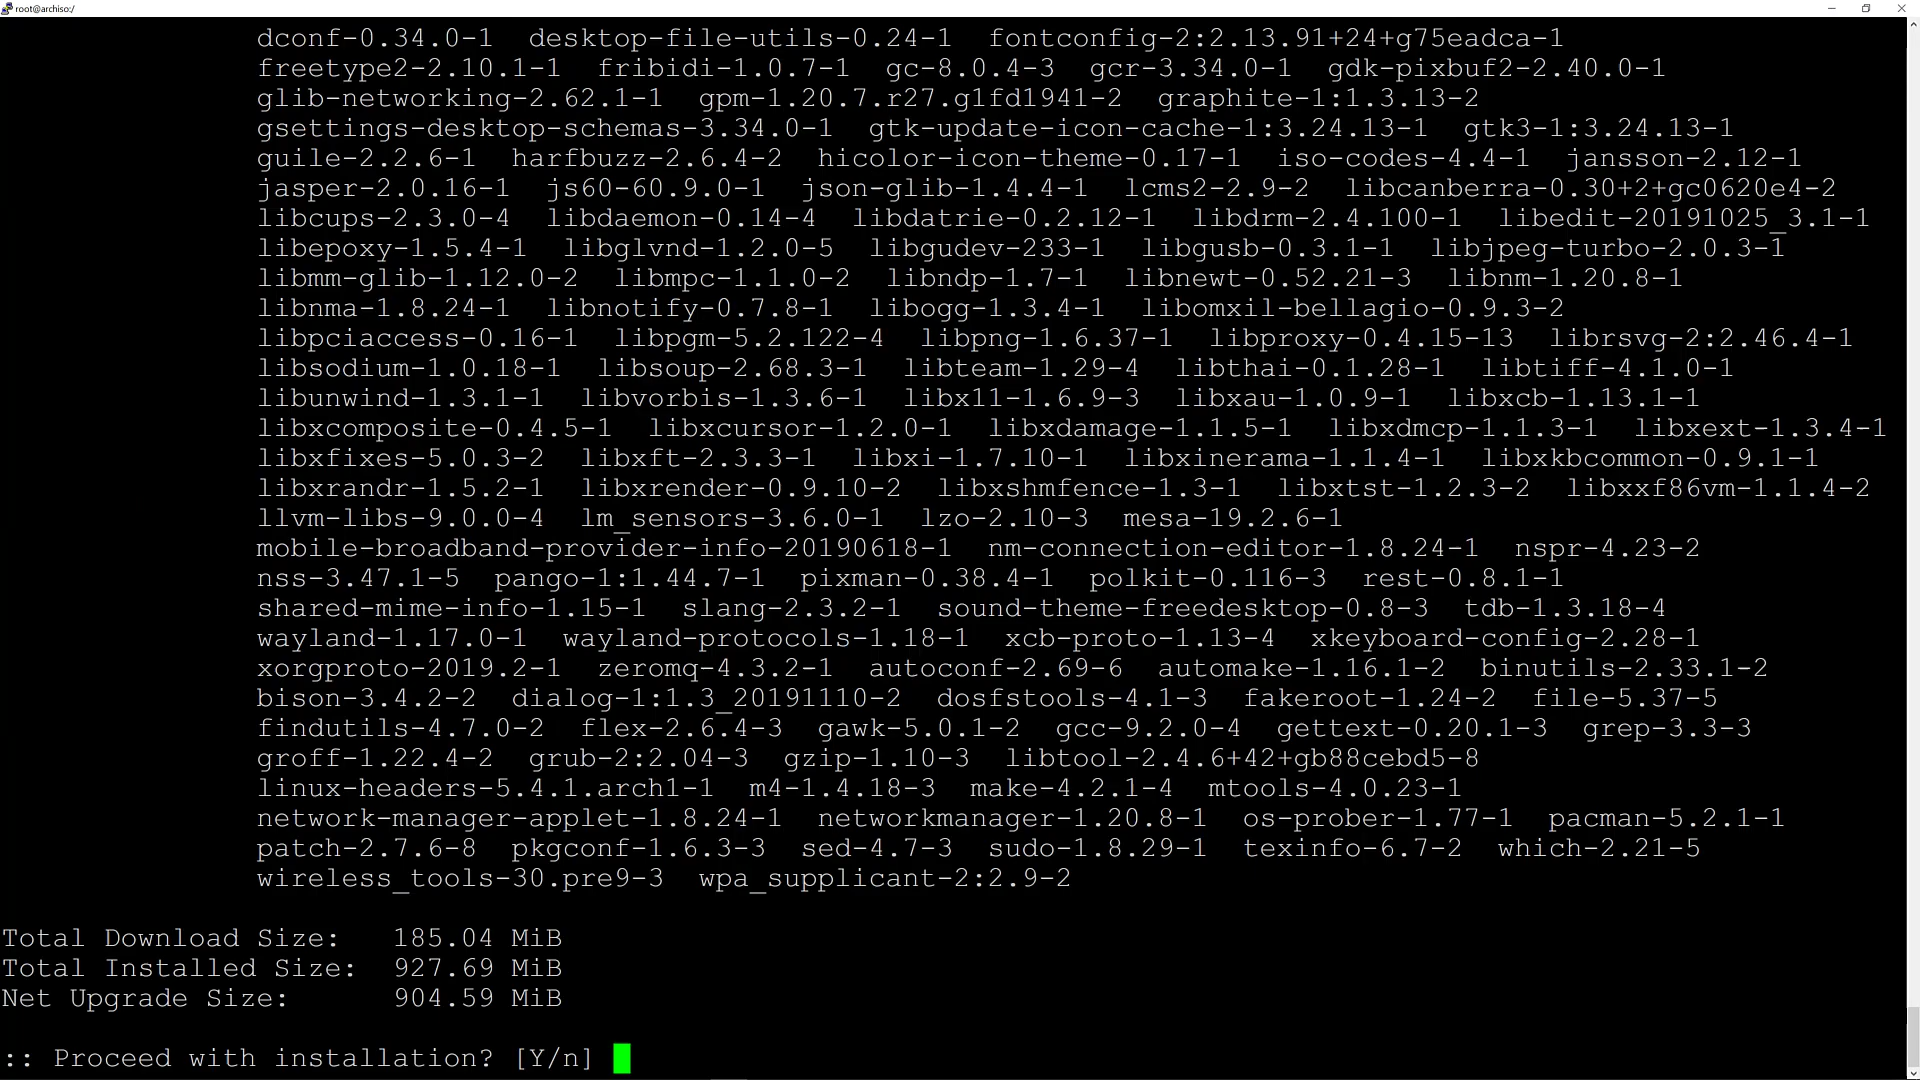 root@archiso:/
dconf-0.34.0-1  desktop-file-utils-0.24-1  fontconfig-2:2.13.91+24+g75eadca-1
freetype2-2.10.1-1  fribidi-1.0.7-1  gc-8.0.4-3  gcr-3.34.0-1  gdk-pixbuf2-2.40.0-1
glib-networking-2.62.1-1  gpm-1.20.7.r27.g1fd1941-2  graphite-1:1.3.13-2
gsettings-desktop-schemas-3.34.0-1  gtk-update-icon-cache-1:3.24.13-1  gtk3-1:3.24.13-1
guile-2.2.6-1  harfbuzz-2.6.4-2  hicolor-icon-theme-0.17-1  iso-codes-4.4-1  jansson-2.12-1
jasper-2.0.16-1  js60-60.9.0-1  json-glib-1.4.4-1  lcms2-2.9-2  libcanberra-0.30+2+gc0620e4-2
libcups-2.3.0-4  libdaemon-0.14-4  libdatrie-0.2.12-1  libdrm-2.4.100-1  libedit-20191025_3.1-1
libepoxy-1.5.4-1  libglvnd-1.2.0-5  libgudev-233-1  libgusb-0.3.1-1  libjpeg-turbo-2.0.3-1
libmm-glib-1.12.0-2  libmpc-1.1.0-2  libndp-1.7-1  libnewt-0.52.21-3  libnm-1.20.8-1
libnma-1.8.24-1  libnotify-0.7.8-1  libogg-1.3.4-1  libomxil-bellagio-0.9.3-2
libpciaccess-0.16-1  libpgm-5.2.122-4  libpng-1.6.37-1  libproxy-0.4.15-13  librsvg-2:2.46.4-1
libsodium-1.0.18-1  libsoup-2.68.3-1  libteam-1.29-4  libthai-0.1.28-1  libtiff-4.1.0-1
libunwind-1.3.1-1  libvorbis-1.3.6-1  libx11-1.6.9-3  libxau-1.0.9-1  libxcb-1.13.1-1
libxcomposite-0.4.5-1  libxcursor-1.2.0-1  libxdamage-1.1.5-1  libxdmcp-1.1.3-1  libxext-1.3.4-1
libxfixes-5.0.3-2  libxft-2.3.3-1  libxi-1.7.10-1  libxinerama-1.1.4-1  libxkbcommon-0.9.1-1
libxrandr-1.5.2-1  libxrender-0.9.10-2  libxshmfence-1.3-1  libxtst-1.2.3-2  libxxf86vm-1.1.4-2
llvm-libs-9.0.0-4  lm_sensors-3.6.0-1  lzo-2.10-3  mesa-19.2.6-1
mobile-broadband-provider-info-20190618-1  nm-connection-editor-1.8.24-1  nspr-4.23-2
nss-3.47.1-5  pango-1:1.44.7-1  pixman-0.38.4-1  polkit-0.116-3  rest-0.8.1-1
shared-mime-info-1.15-1  slang-2.3.2-1  sound-theme-freedesktop-0.8-3  tdb-1.3.18-4
wayland-1.17.0-1  wayland-protocols-1.18-1  xcb-proto-1.13-4  xkeyboard-config-2.28-1
xorgproto-2019.2-1  zeromq-4.3.2-1  autoconf-2.69-6  automake-1.16.1-2  binutils-2.33.1-2
bison-3.4.2-2  dialog-1:1.3_20191110-2  dosfstools-4.1-3  fakeroot-1.24-2  file-5.37-5
findutils-4.7.0-2  flex-2.6.4-3  gawk-5.0.1-2  gcc-9.2.0-4  gettext-0.20.1-3  grep-3.3-3
groff-1.22.4-2  grub-2:2.04-3  gzip-1.10-3  libtool-2.4.6+42+gb88cebd5-8
linux-headers-5.4.1.arch1-1  m4-1.4.18-3  make-4.2.1-4  mtools-4.0.23-1
network-manager-applet-1.8.24-1  networkmanager-1.20.8-1  os-prober-1.77-1  pacman-5.2.1-1
patch-2.7.6-8  pkgconf-1.6.3-3  sed-4.7-3  sudo-1.8.29-1  texinfo-6.7-2  which-2.21-5
wireless_tools-30.pre9-3  wpa_supplicant-2:2.9-2
Total Download Size:   185.04 MiB
Total Installed Size:  927.69 MiB
Net Upgrade Size:      904.59 MiB
:: Proceed with installation? [Y/n]